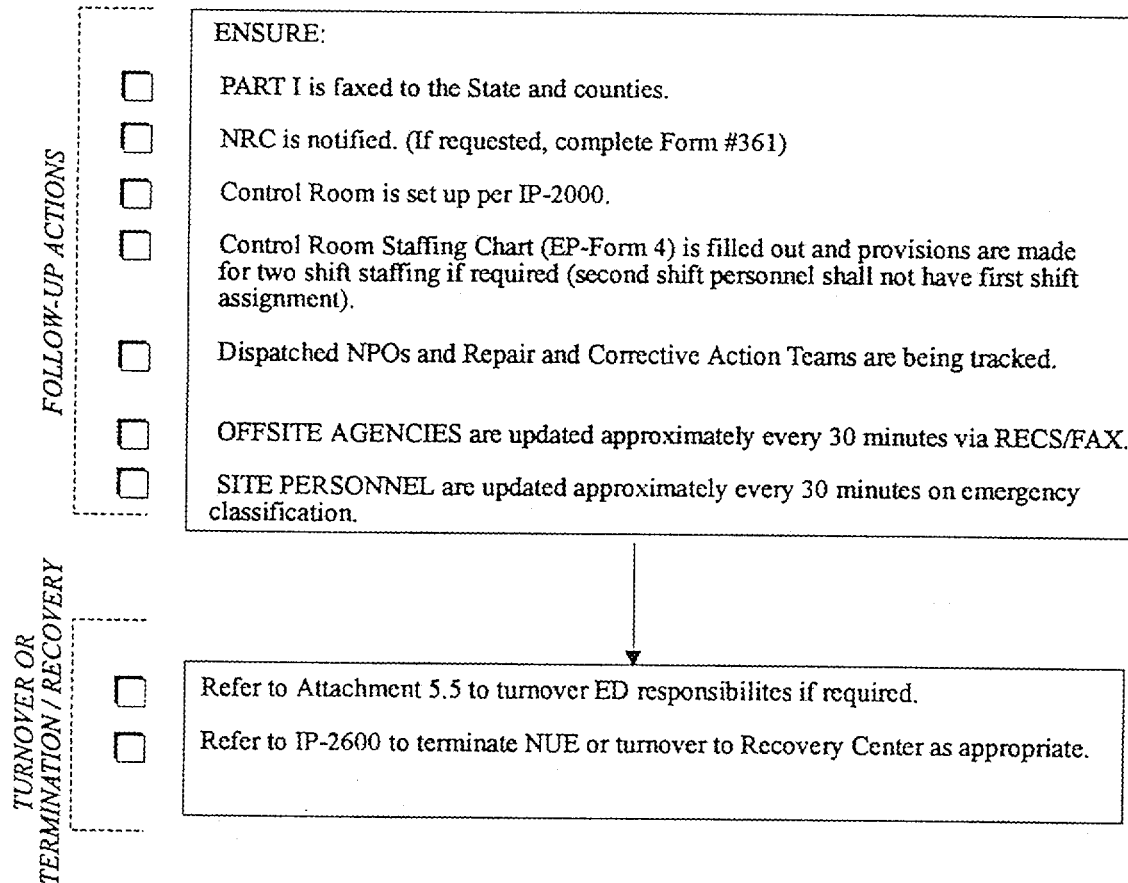 FOLLOW-UP ACTIONS
ENSURE:
PART I is faxed to the State and counties.
NRC is notified. (If requested, complete Form #361)
Control Room is set up per IP-2000.
Control Room Staffing Chart (EP-Form 4) is filled out and provisions are made
for two shift staffing if required (second shift personnel shall not have first shift
assignment).
Dispatched NPOs and Repair and Corrective Action Teams are being tracked.
OFFSITE AGENCIES are updated approximately every 30 minutes via RECS/FAX.
SITE PERSONNEL are updated approximately every 30 minutes on emergency
classification.
TURNOVER OR
TERMINATION / RECOVERY
Refer to Attachment 5.5 to turnover ED responsibilites if required.
Refer to IP-2600 to terminate NUE or turnover to Recovery Center as appropriate.